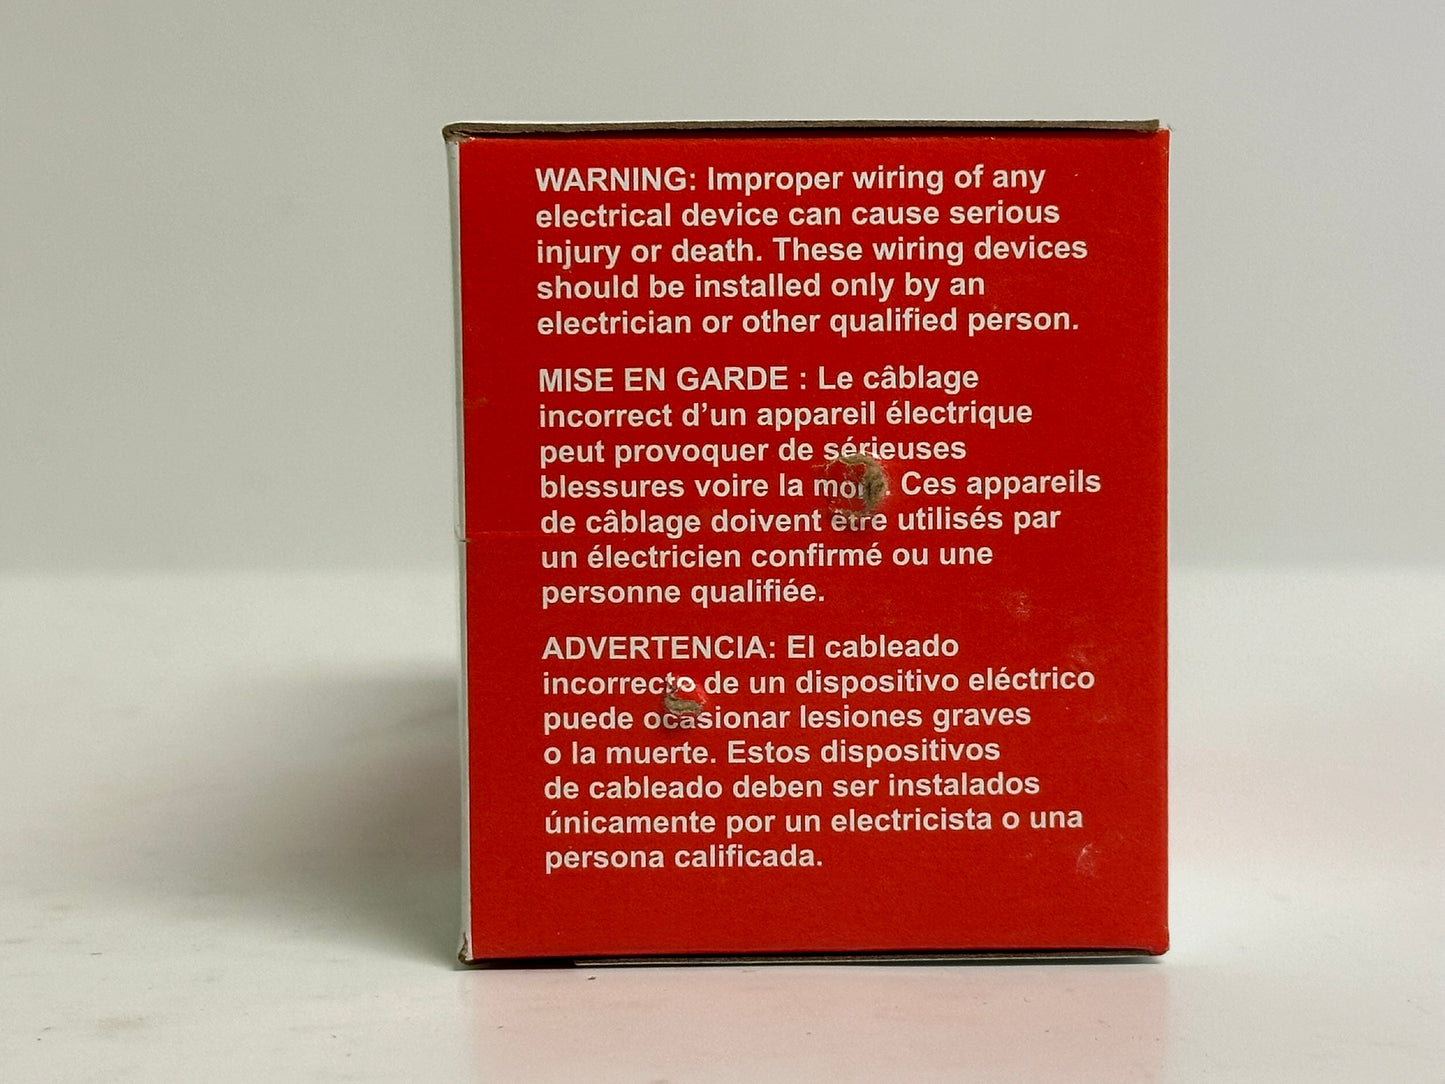 WARNING: Improper wiring of any
electrical device can cause serious
injury or death. These wiring devices
should be installed only by an
electrician or other qualified person.
MISE EN GARDE : Le câblage
incorrect d’un appareil électrique
peut provoquer de sérieuses
blessures voire la Ces appareils
de câblage doivent être utilisés par
un électricien confirmé ou une
personne qualifiée.
ADVERTENCIA: El cableado
incorrecto de un dispositivo eléctrico
puede ocasionar lesiones graves
o la muerte. Estos dispositivos
de cableado deben ser instalados
únicamente por un electricista o una
persona calificada.